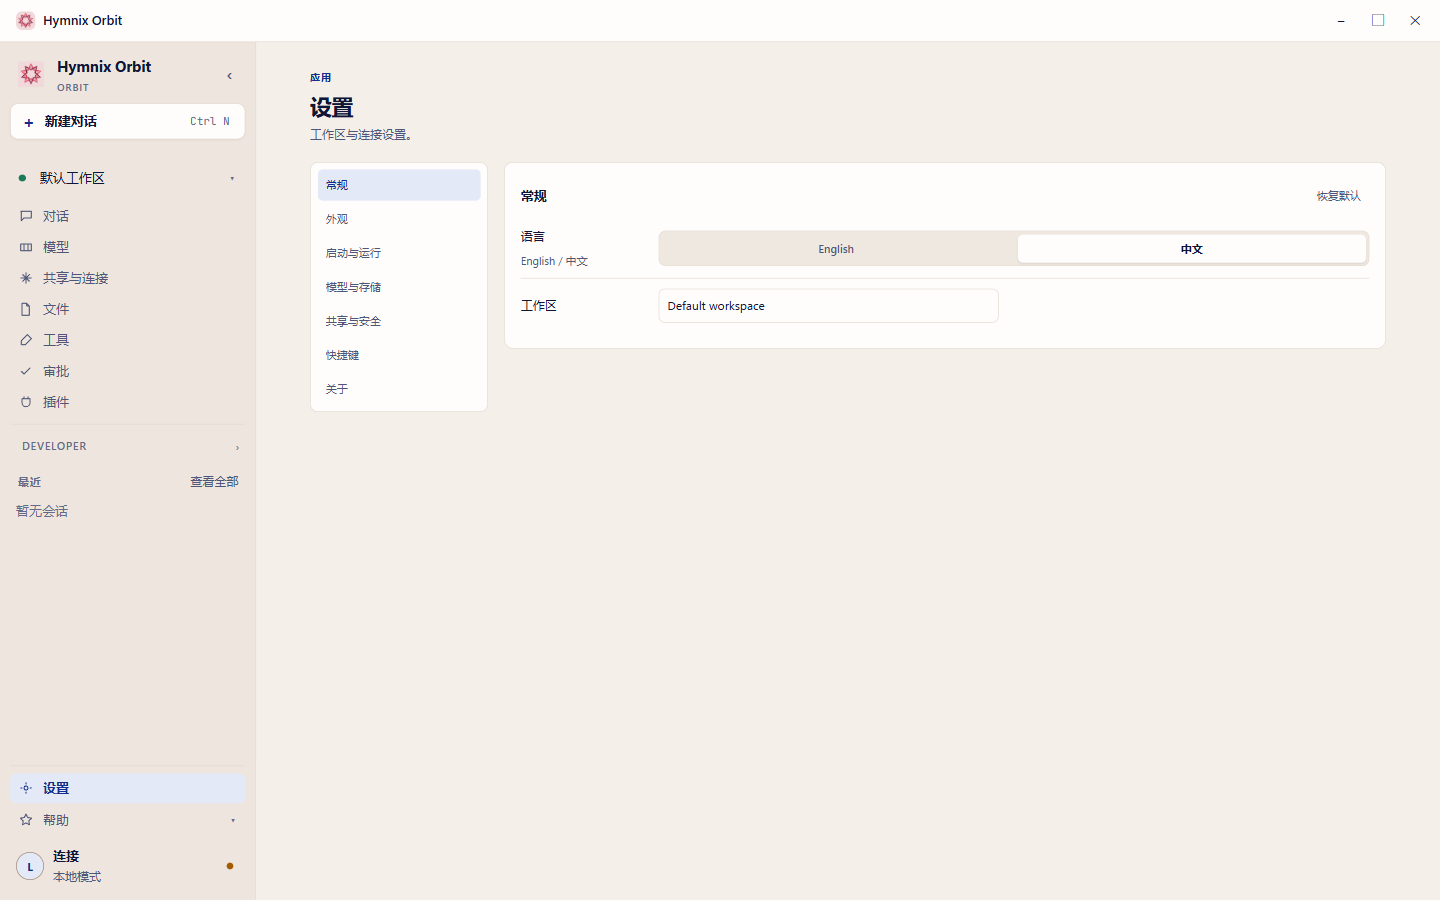 Hymnix Orbit
Hymnix Orbit
ORBIT
+ 新建对话 Ctrl N
默认工作区
对话
模型
共享与连接
文件
工具
审批
插件
DEVELOPER
最近 查看全部
暂无会话
设置
帮助
L
连接
本地模式
应用
设置
工作区与连接设置。
常规
外观
启动与运行
模型与存储
共享与安全
快捷键
关于
常规 恢复默认
语言
English / 中文
English 中文
工作区 Default workspace